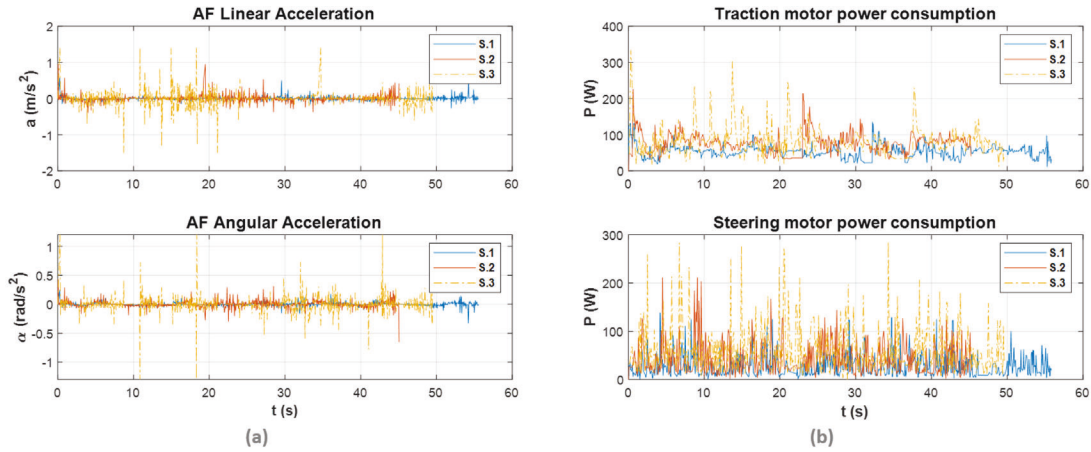 AF Linear Acceleration
2
1
0
-1
-2
a (m/s²)
S.1
S.2
S.3
0 10 20 30 40 50 60
AF Angular Acceleration
1
0.5
0
-0.5
-1
α (rad/s²)
S.1
S.2
S.3
0 10 20 30 40 50 60
t (s)
(a)
Traction motor power consumption
400
300
200
100
0
P (W)
S.1
S.2
S.3
0 10 20 30 40 50 60
Steering motor power consumption
300
200
100
0
P (W)
S.1
S.2
S.3
0 10 20 30 40 50 60
t (s)
(b)